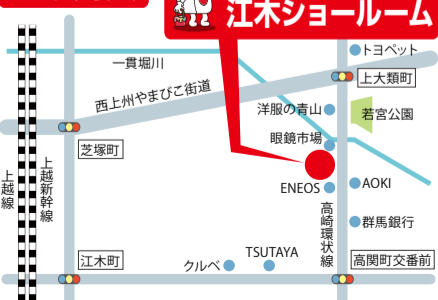 江木ショールーム
トヨペット
一貫堀川
上大類町
西上州やまびこ街道
洋服の青山
若宮公園
眼鏡市場
芝塚町
上越線
上越新幹線
ENEOS
AOKI
高崎環状線
群馬銀行
TSUTAYA
江木町
クルベ
高関町交番前